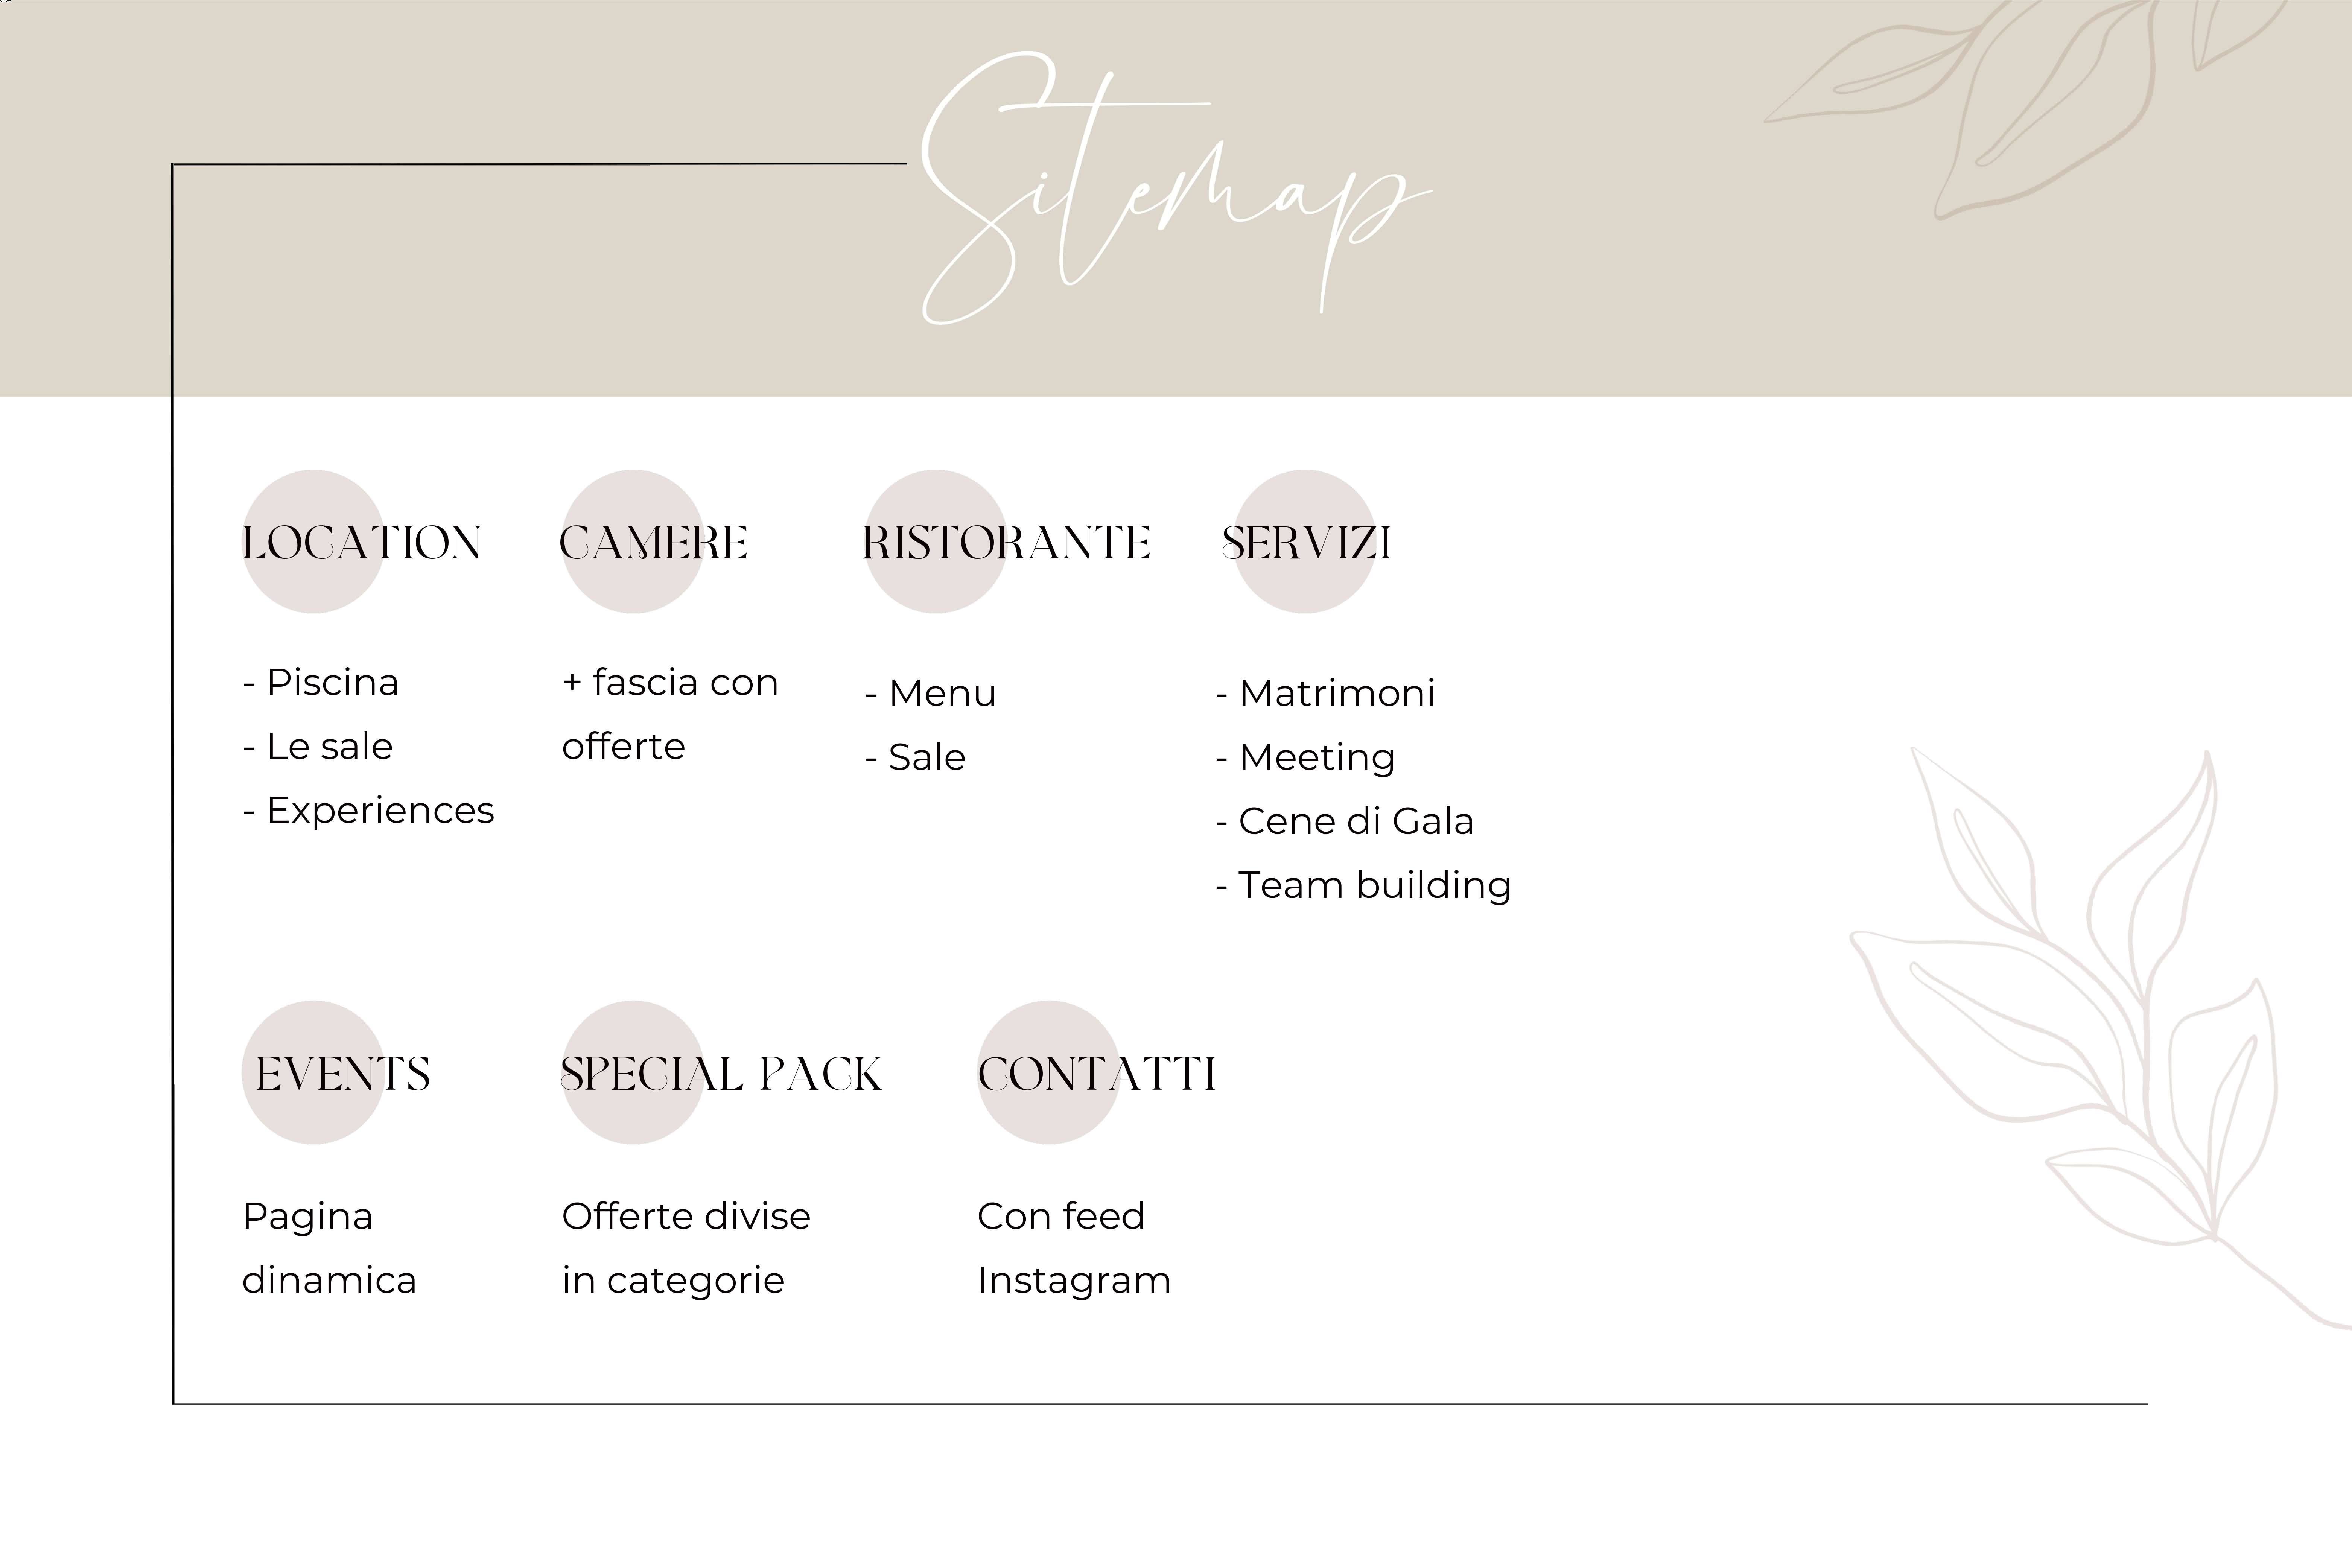 Sitemap
LOCATION
- Piscina
- Le sale
- Experiences
CAMERE
+ fascia con
offerte
RISTORANTE
- Menu
- Sale
SERVIZI
- Matrimoni
- Meeting
- Cene di Gala
- Team building
EVENTS
Pagina
dinamica
SPECIAL PACK
Offerte divise
in categorie
CONTATTI
Con feed
Instagram